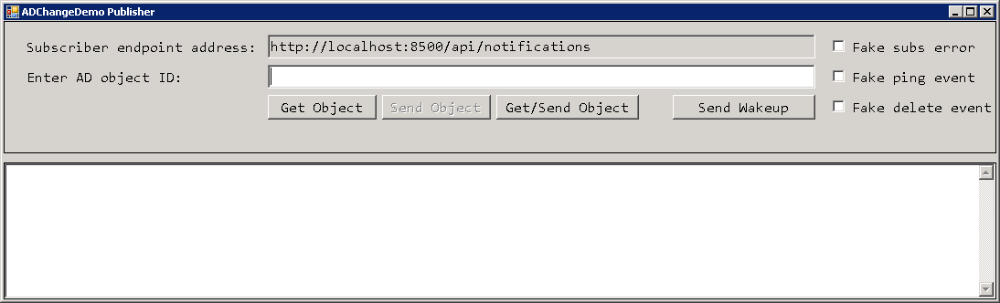 ADChangeDemo Publisher
Subscriber endpoint address: http://localhost:8500/api/notifications Fake subs error
Enter AD object ID: Fake ping event
Get Object Send Object Get/Send Object Send Wakeup Fake delete event